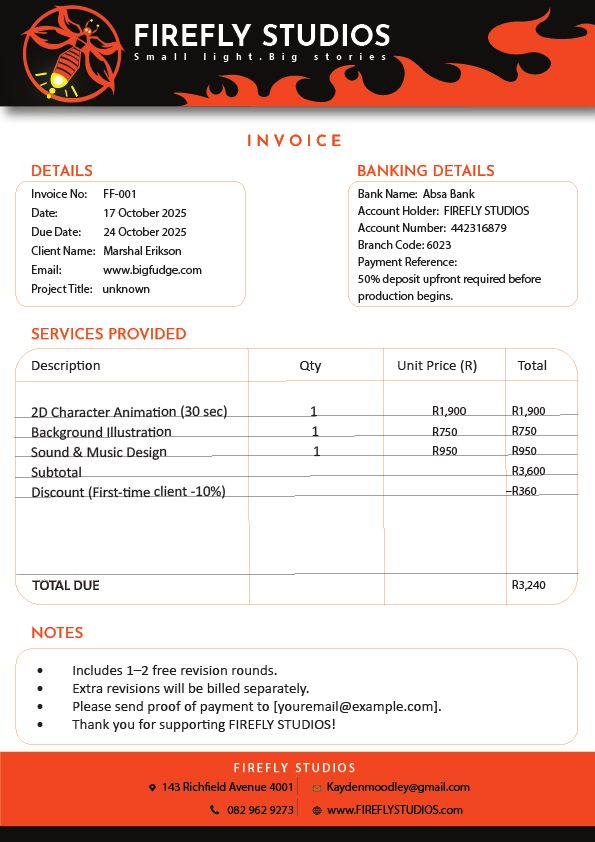 FIREFLY STUDIOS
Small light.Big stories
INVOICE
DETAILS
Invoice No: FF-001
Date: 17 October 2025
Due Date: 24 October 2025
Client Name: Marshal Erikson
Email: www.bigfudge.com
Project Title: unknown
BANKING DETAILS
Bank Name: Absa Bank
Account Holder: FIREFLY STUDIOS
Account Number: 442316879
Branch Code: 6023
Payment Reference:
50% deposit upfront required before
production begins.
SERVICES PROVIDED
Description Qty Unit Price (R) Total
2D Character Animation (30 sec) 1 R1,900 R1,900
Background Illustration 1 R750 R750
Sound & Music Design 1 R950 R950
Subtotal R3,600
Discount (First-time client -10%) –R360
TOTAL DUE R3,240
NOTES
• Includes 1–2 free revision rounds.
• Extra revisions will be billed separately.
• Please send proof of payment to [youremail@example.com].
• Thank you for supporting FIREFLY STUDIOS!
FIREFLY STUDIOS
143 Richfield Avenue 4001 Kaydenmoodley@gmail.com
082 962 9273 www.FIREFLYSTUDIOS.com